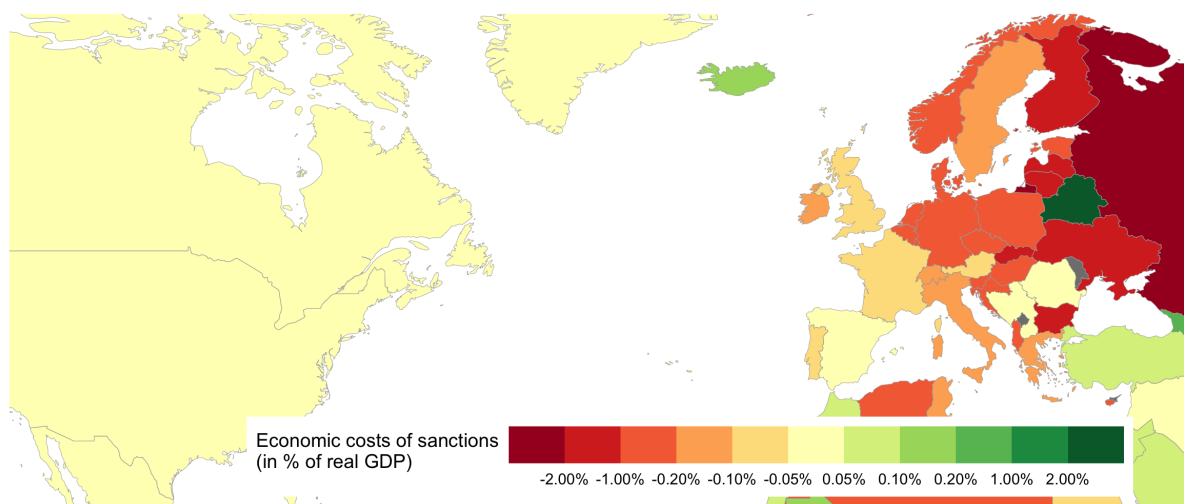 Economic costs of sanctions
(in % of real GDP)
-2.00% -1.00% -0.20% -0.10% -0.05% 0.05% 0.10% 0.20% 1.00% 2.00%